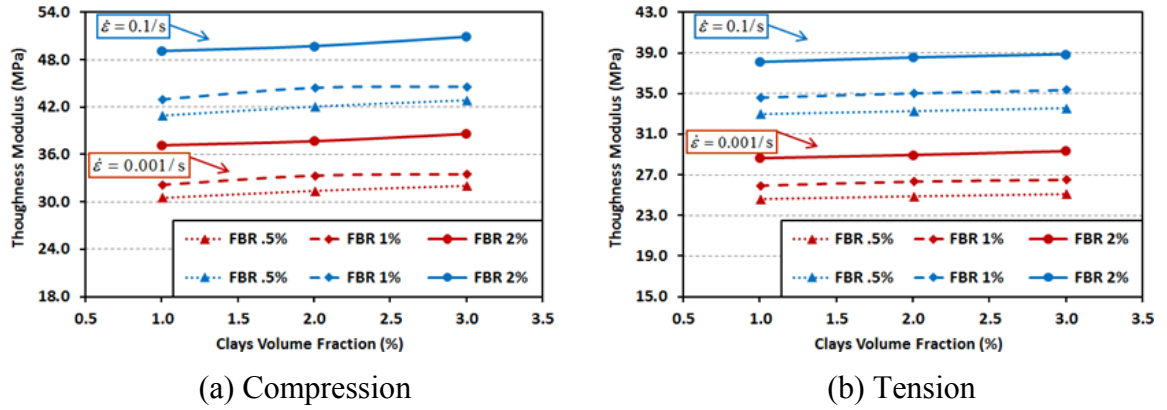 54.0
48.0
42.0
36.0
30.0
24.0
18.0
Thoughness Modulus (MPa)
ε̇ = 0.1/s
ε̇ = 0.001/s
FBR .5% FBR 1% FBR 2%
FBR .5% FBR 1% FBR 2%
0.5 1.0 1.5 2.0 2.5 3.0 3.5
Clays Volume Fraction (%)
(a) Compression
43.0
39.0
35.0
31.0
27.0
23.0
19.0
15.0
Thoughness Modulus (MPa)
ε̇ = 0.1/s
ε̇ = 0.001/s
FBR .5% FBR 1% FBR 2%
FBR .5% FBR 1% FBR 2%
0.5 1.0 1.5 2.0 2.5 3.0 3.5
Clays Volume Fraction (%)
(b) Tension